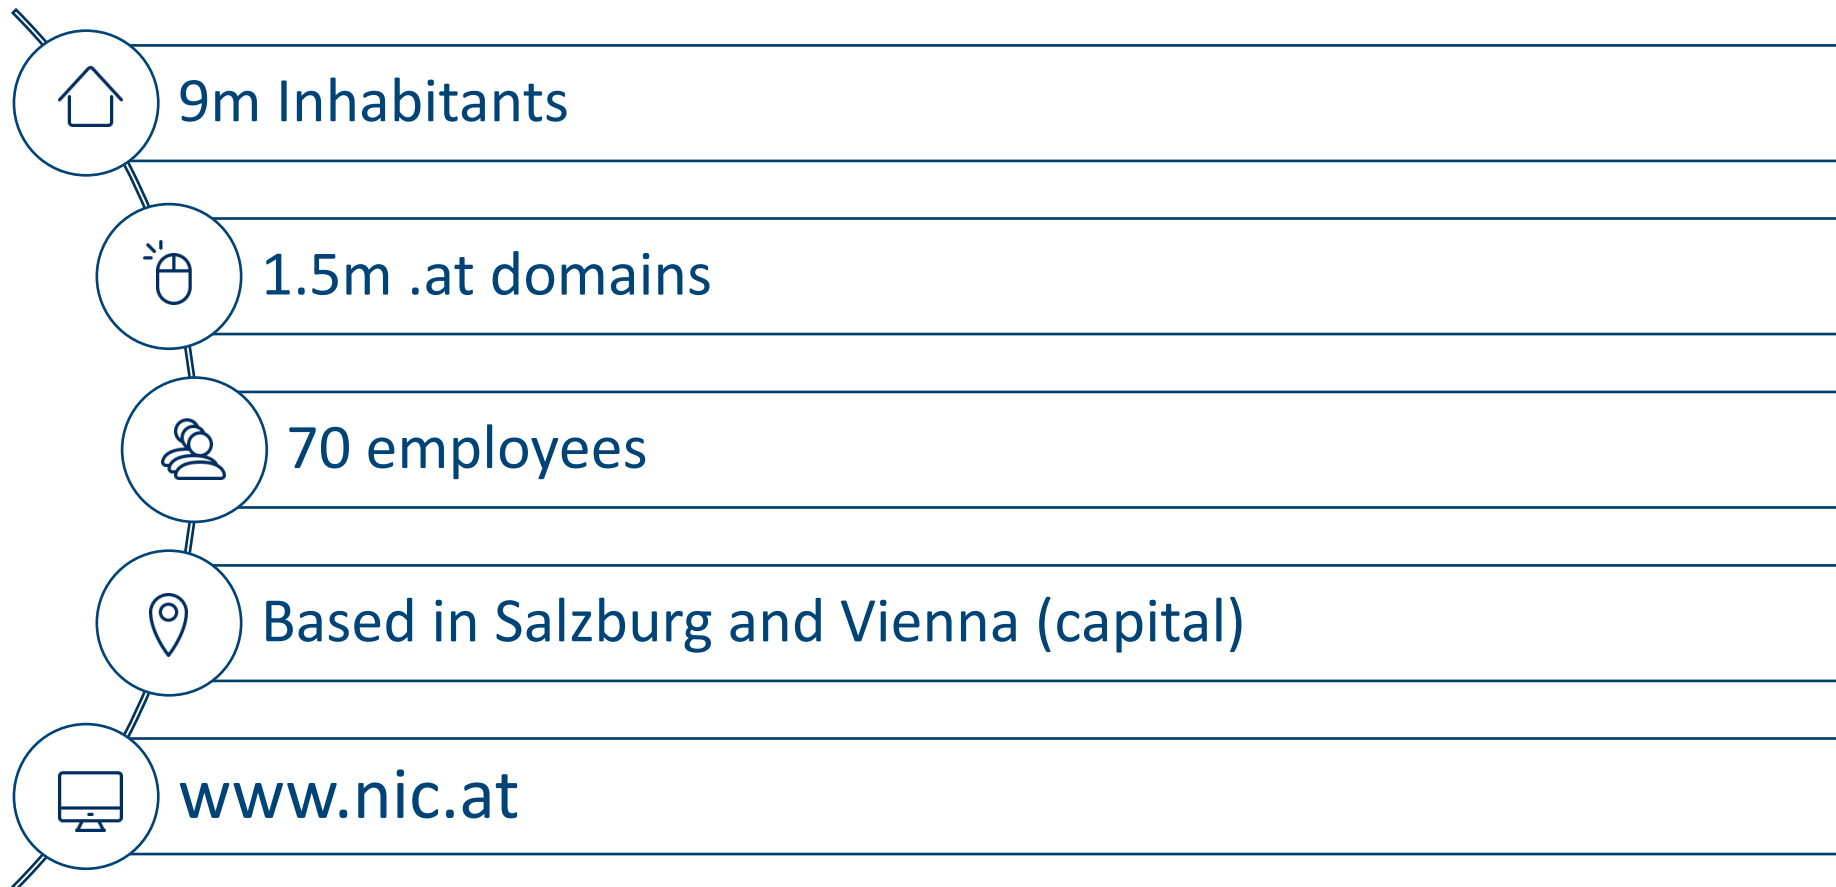 9m Inhabitants
1.5m .at domains
70 employees
Based in Salzburg and Vienna (capital)
www.nic.at